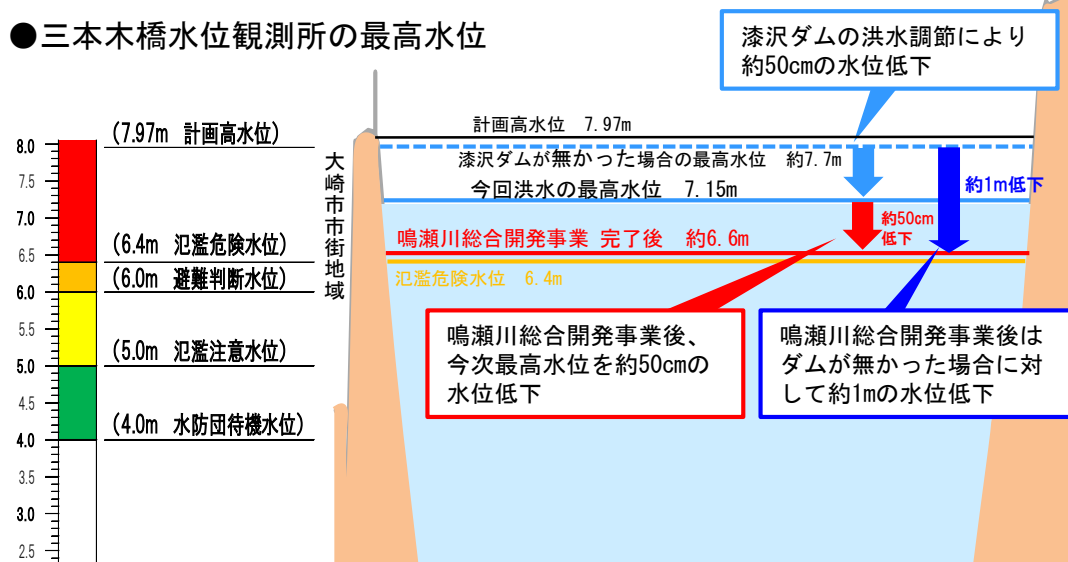 ●三本木橋水位観測所の最高水位
漆沢ダムの洪水調節により
約50cmの水位低下
8.0
7.5
7.0
6.5
6.0
5.5
5.0
4.5
4.0
3.5
3.0
2.5
(7.97m 計画高水位)
(6.4m 氾濫危険水位)
(6.0m 避難判断水位)
(5.0m 氾濫注意水位)
(4.0m 水防団待機水位)
大崎市市街地域
計画高水位 7.97m
漆沢ダムが無かった場合の最高水位 約7.7m
今回洪水の最高水位 7.15m
約1m低下
約50cm
低下
鳴瀬川総合開発事業 完了後 約6.6m
氾濫危険水位 6.4m
鳴瀬川総合開発事業後、
今次最高水位を約50cmの
水位低下
鳴瀬川総合開発事業後は
ダムが無かった場合に対
して約1mの水位低下